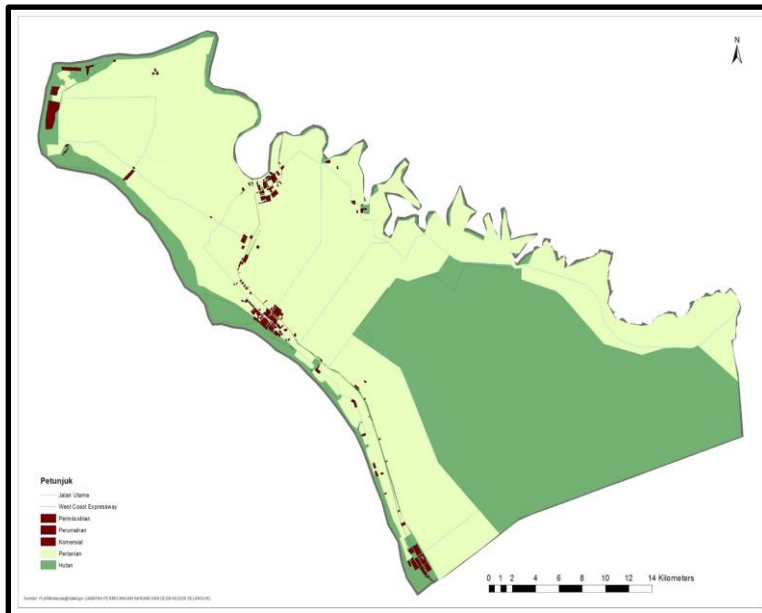 N
Petunjuk
Jalan Utama
West Coast Expressway
Perindustrian
Perumahan
Komersial
Pertanian
Hutan
0 1 2 4 6 8 10 12 14 Kilometers